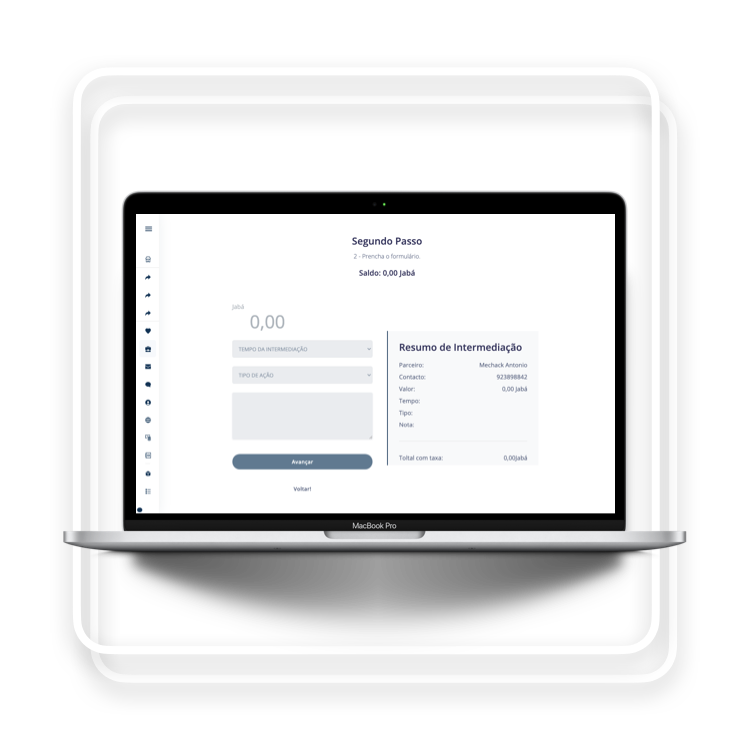 Segundo Passo
2 - Prencha o formulário.
Saldo: 0,00 Jabá
Jabá
0,00
TEMPO DA INTERMEDIAÇÃO
TIPO DE AÇÃO
Avançar
Voltar!
Resumo de Intermediação
Parceiro: Mechack Antonio
Contacto: 923898842
Valor: 0,00 Jabá
Tempo:
Tipo:
Nota:
Toltal com taxa: 0,00Jabá
MacBook Pro